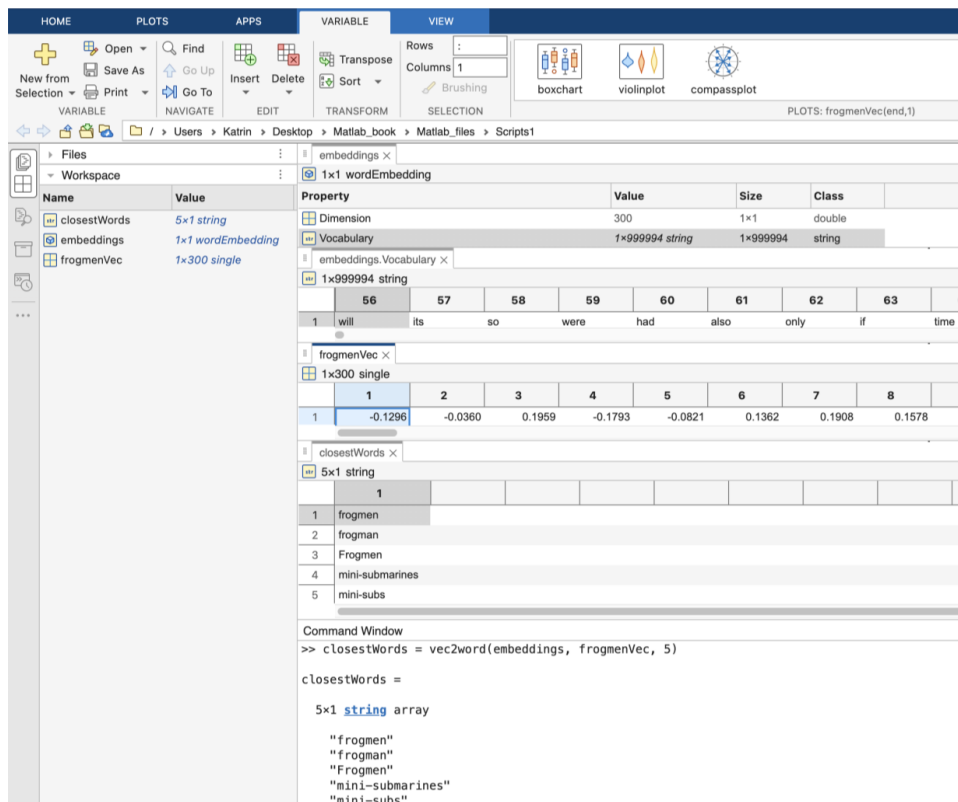 HOME PLOTS APPS VARIABLE VIEW
New from Selection
Open
Save As
Print
VARIABLE
Find
Go Up
Go To
NAVIGATE
Insert Delete
EDIT
Transpose
Sort
TRANSFORM
Rows :
Columns 1
Brushing
SELECTION
boxchart violinplot compassplot
PLOTS: frogmenVec(end,1)
/ › Users › Katrin › Desktop › Matlab_book › Matlab_files › Scripts1
Files
Workspace
Name Value
closestWords 5×1 string
embeddings 1×1 wordEmbedding
frogmenVec 1×300 single
embeddings ×
1×1 wordEmbedding
Property Value Size Class
Dimension 300 1×1 double
Vocabulary 1×999994 string 1×999994 string
embeddings.Vocabulary ×
1×999994 string
56 57 58 59 60 61 62 63
1 will its so were had also only if time
frogmenVec ×
1×300 single
1 2 3 4 5 6 7 8
1 -0.1296 -0.0360 0.1959 -0.1793 -0.0821 0.1362 0.1908 0.1578
closestWords ×
5×1 string
1
1 frogmen
2 frogman
3 Frogmen
4 mini-submarines
5 mini-subs
Command Window
>> closestWords = vec2word(embeddings, frogmenVec, 5)
closestWords =
5×1 string array
"frogmen"
"frogman"
"Frogmen"
"mini-submarines"
"mini-subs"